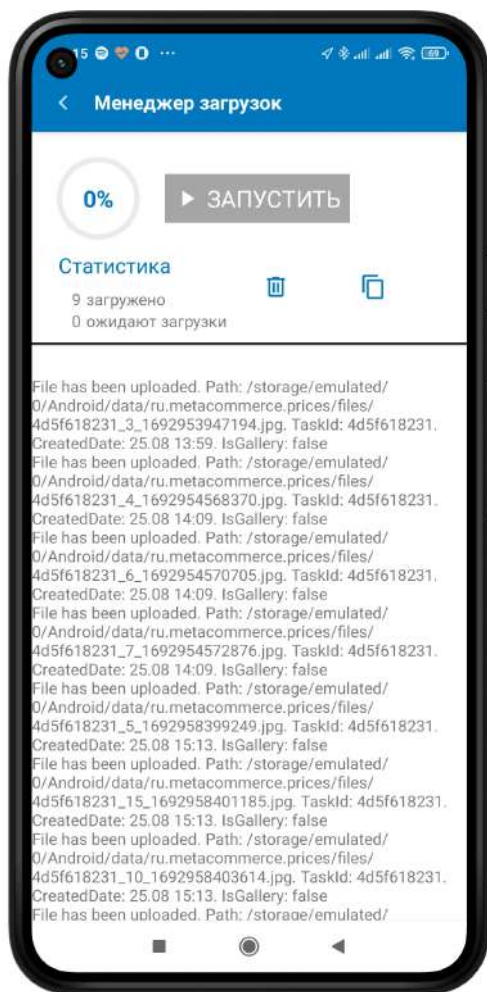 15
69
Менеджер загрузок
0%
ЗАПУСТИТЬ
Статистика
9 загружено
0 ожидают загрузки
File has been uploaded. Path: /storage/emulated/
0/Android/data/ru.metacommerce.prices/files/
4d5f618231_3_1692953947194.jpg. TaskId: 4d5f618231.
CreatedDate: 25.08 13:59. IsGallery: false
File has been uploaded. Path: /storage/emulated/
0/Android/data/ru.metacommerce.prices/files/
4d5f618231_4_1692954568370.jpg. TaskId: 4d5f618231.
CreatedDate: 25.08 14:09. IsGallery: false
File has been uploaded. Path: /storage/emulated/
0/Android/data/ru.metacommerce.prices/files/
4d5f618231_6_1692954570705.jpg. TaskId: 4d5f618231.
CreatedDate: 25.08 14:09. IsGallery: false
File has been uploaded. Path: /storage/emulated/
0/Android/data/ru.metacommerce.prices/files/
4d5f618231_7_1692954572876.jpg. TaskId: 4d5f618231.
CreatedDate: 25.08 14:09. IsGallery: false
File has been uploaded. Path: /storage/emulated/
0/Android/data/ru.metacommerce.prices/files/
4d5f618231_5_1692958399249.jpg. TaskId: 4d5f618231.
CreatedDate: 25.08 15:13. IsGallery: false
File has been uploaded. Path: /storage/emulated/
0/Android/data/ru.metacommerce.prices/files/
4d5f618231_15_1692958401185.jpg. TaskId: 4d5f618231.
CreatedDate: 25.08 15:13. IsGallery: false
File has been uploaded. Path: /storage/emulated/
0/Android/data/ru.metacommerce.prices/files/
4d5f618231_10_1692958403614.jpg. TaskId: 4d5f618231.
CreatedDate: 25.08 15:13. IsGallery: false
File has been uploaded. Path: /storage/emulated/